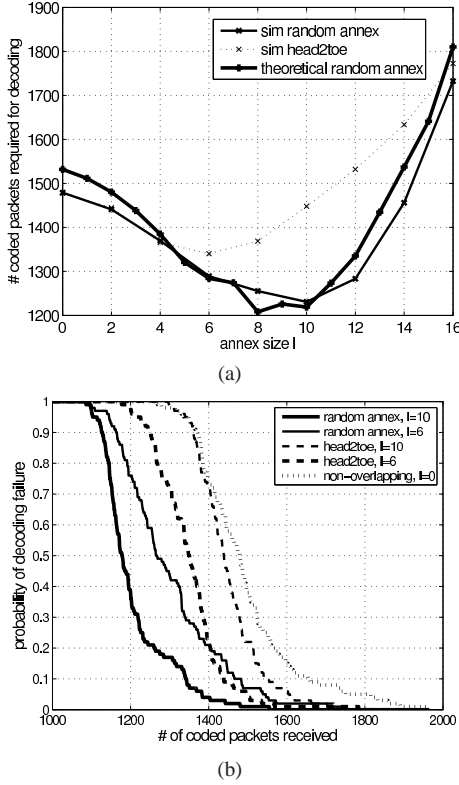 1900
1800
1700
1600
1500
1400
1300
1200
# coded packets required for decoding
sim random annex
sim head2toe
theoretical random annex
0 2 4 6 8 10 12 14 16
annex size l
(a)
1
0.9
0.8
0.7
0.6
0.5
0.4
0.3
0.2
0.1
0
probability of decoding failure
random annex, l=10
random annex, l=6
head2toe, l=10
head2toe, l=6
non-overlapping, l=0
1000 1200 1400 1600 1800 2000
# of coded packets received
(b)